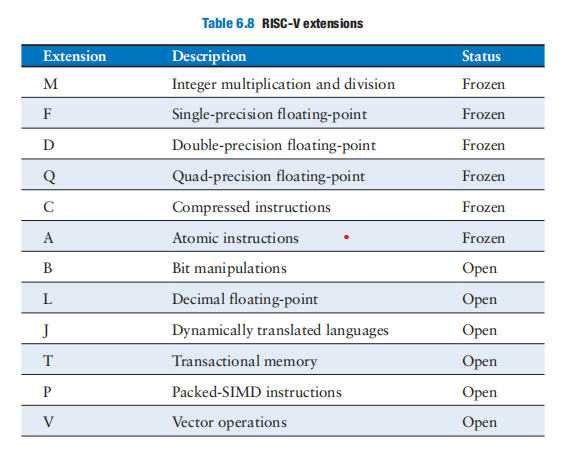 Table 6.8 RISC-V extensions
Extension Description Status
M Integer multiplication and division Frozen
F Single-precision floating-point Frozen
D Double-precision floating-point Frozen
Q Quad-precision floating-point Frozen
C Compressed instructions Frozen
A Atomic instructions Frozen
B Bit manipulations Open
L Decimal floating-point Open
J Dynamically translated languages Open
T Transactional memory Open
P Packed-SIMD instructions Open
V Vector operations Open